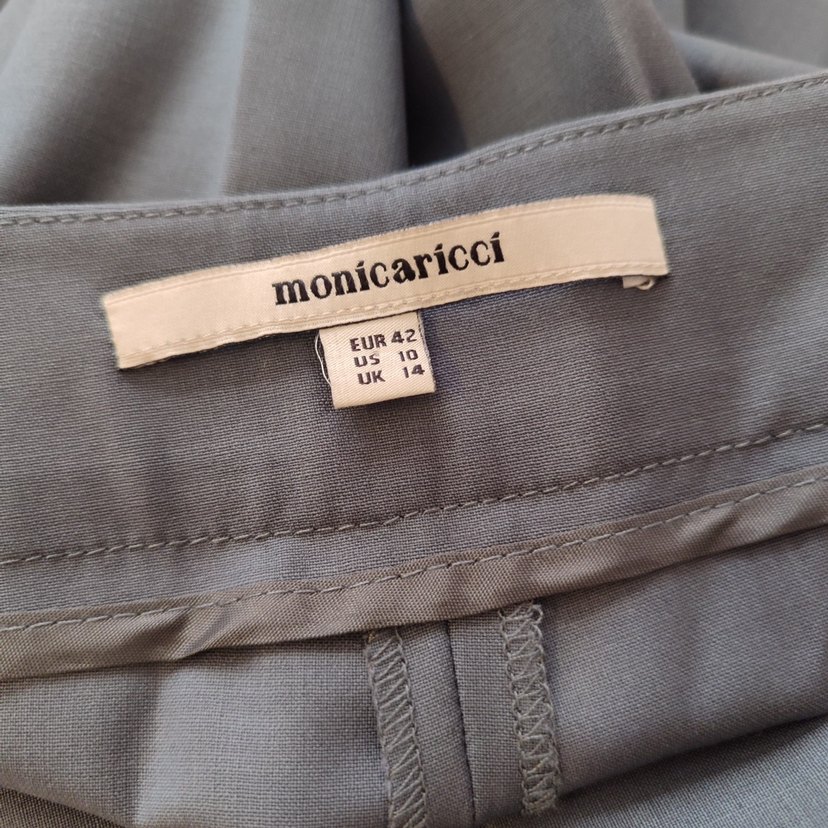 monicaricci
EUR 42
US 10
UK 14